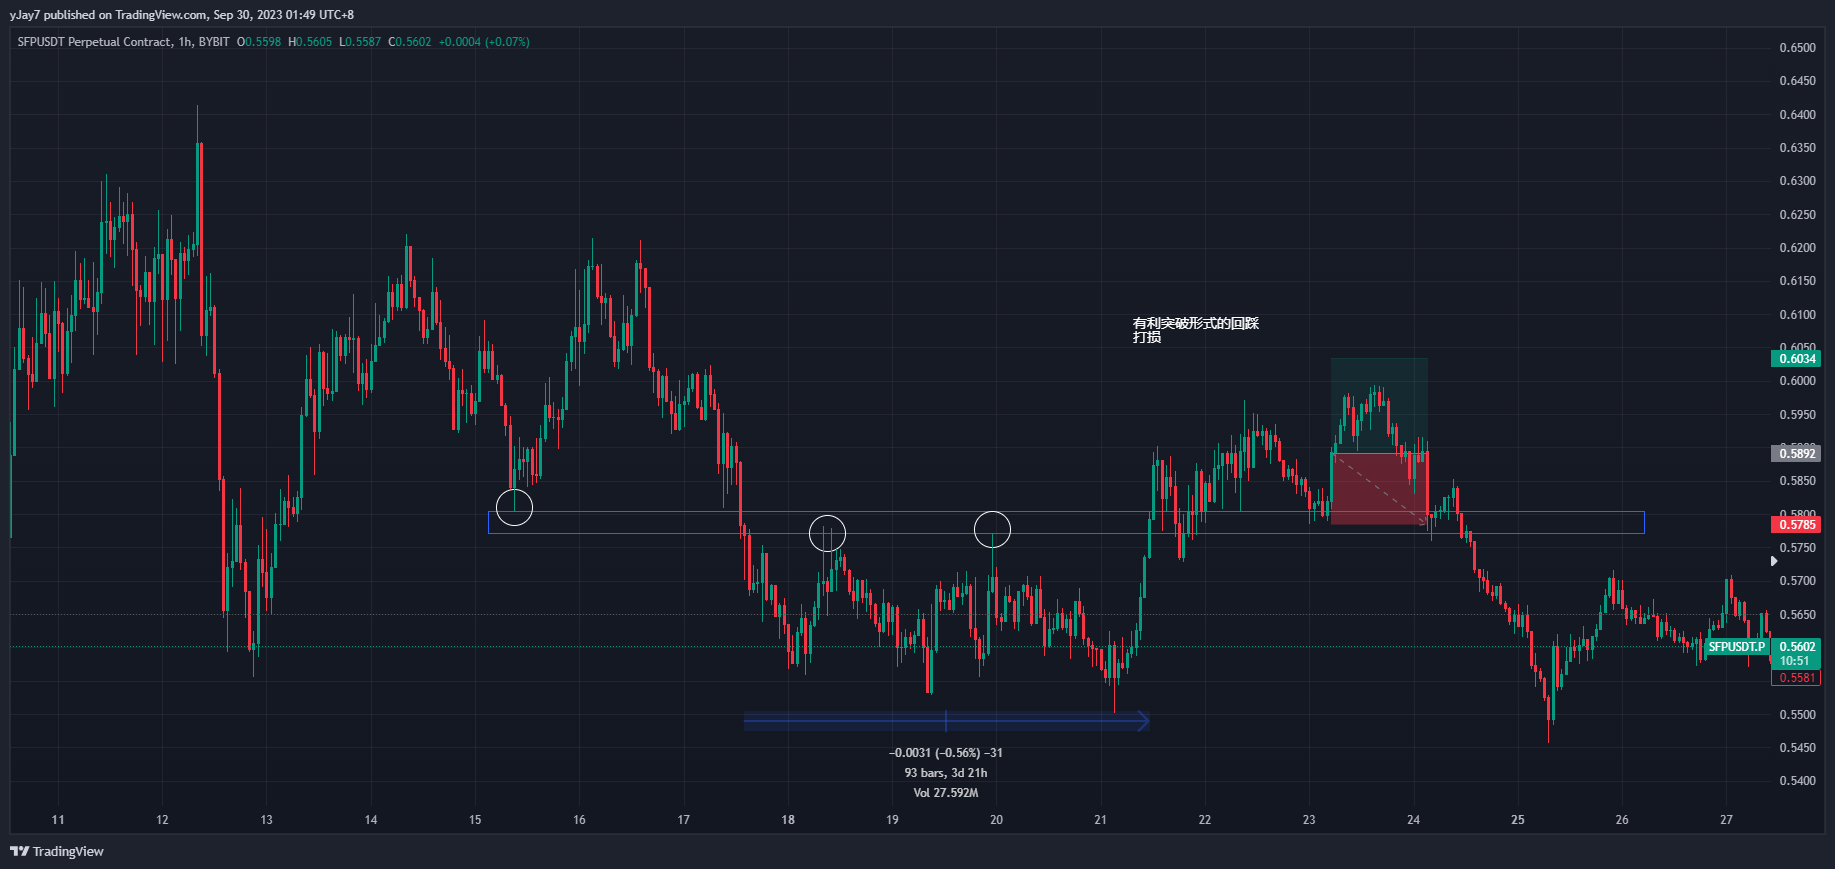 yJay7 published on TradingView.com, Sep 30, 2023 01:49 UTC+8
SFPUSDT Perpetual Contract, 1h, BYBIT O0.5598 H0.5605 L0.5587 C0.5602 +0.0004 (+0.07%)
0.6500
0.6450
0.6400
0.6350
0.6300
0.6250
0.6200
0.6150
0.6100
0.6050
0.6034
0.6000
0.5950
0.5900
0.5892
0.5850
0.5800
0.5785
0.5750
0.5700
0.5650
SFPUSDT.P 0.5602
10:51
0.5581
0.5500
0.5450
0.5400
有利突破形式的回踩
打损
−0.0031 (−0.56%) −31
93 bars, 3d 21h
Vol 27.592M
11 12 13 14 15 16 17 18 19 20 21 22 23 24 25 26 27
TradingView